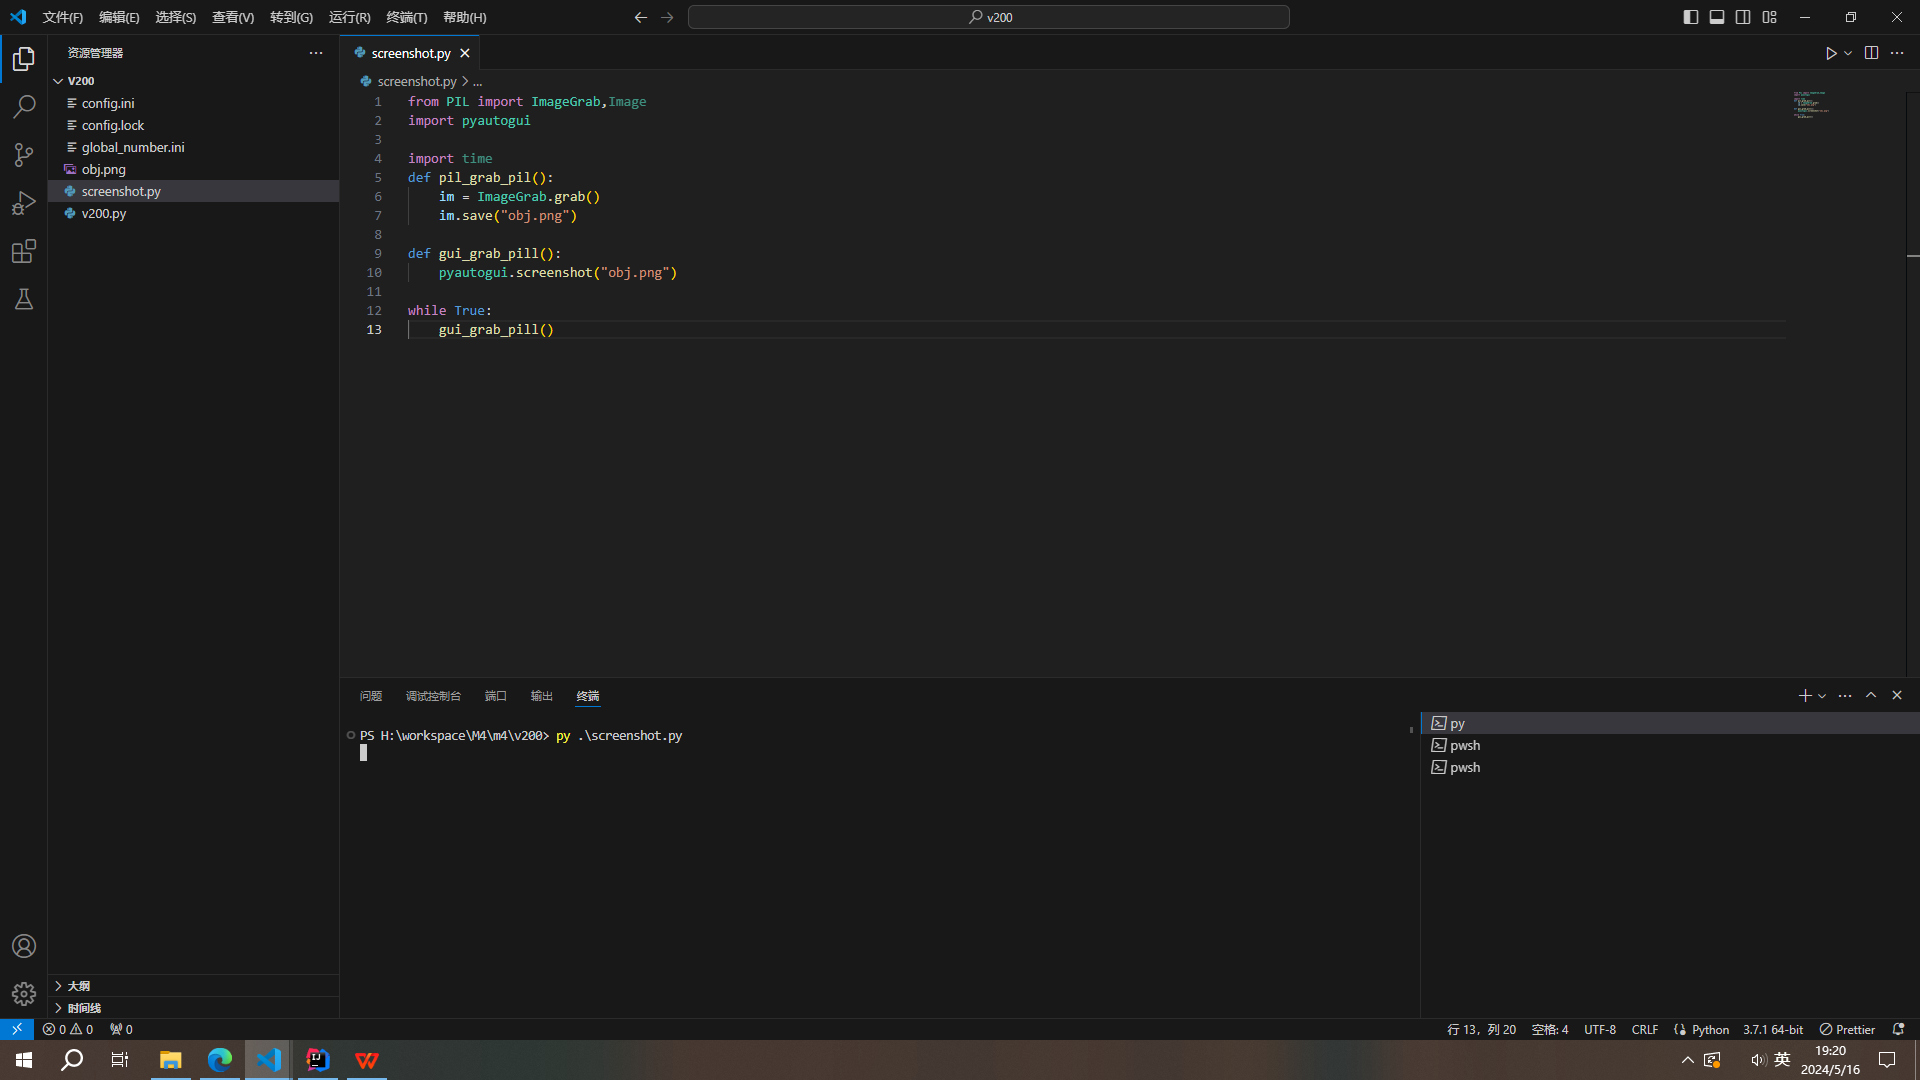 文件(F) 编辑(E) 选择(S) 查看(V) 转到(G) 运行(R) 终端(T) 帮助(H)
v200
资源管理器
V200
config.ini
config.lock
global_number.ini
obj.png
screenshot.py
v200.py
大纲
时间线
screenshot.py
screenshot.py > ...
1 from PIL import ImageGrab,Image
2 import pyautogui
3
4 import time
5 def pil_grab_pil():
6     im = ImageGrab.grab()
7     im.save("obj.png")
8
9 def gui_grab_pill():
10     pyautogui.screenshot("obj.png")
11
12 while True:
13     gui_grab_pill()
问题 调试控制台 端口 输出 终端
PS H:\workspace\M4\m4\v200> py .\screenshot.py
py
pwsh
pwsh
0 0 0
行 13，列 20 空格: 4 UTF-8 CRLF Python 3.7.1 64-bit Prettier
英
19:20
2024/5/16